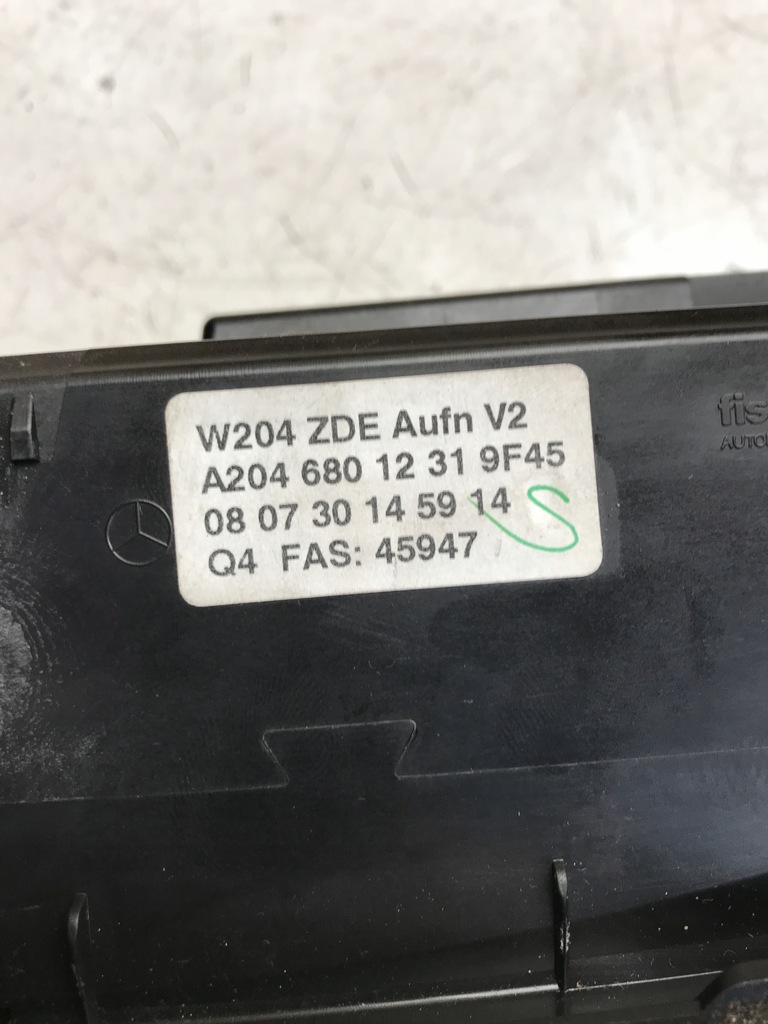 W204 ZDE Aufn V2
A204 680 12 31 9F45
08 07 30 14 59 14
Q4 FAS: 45947